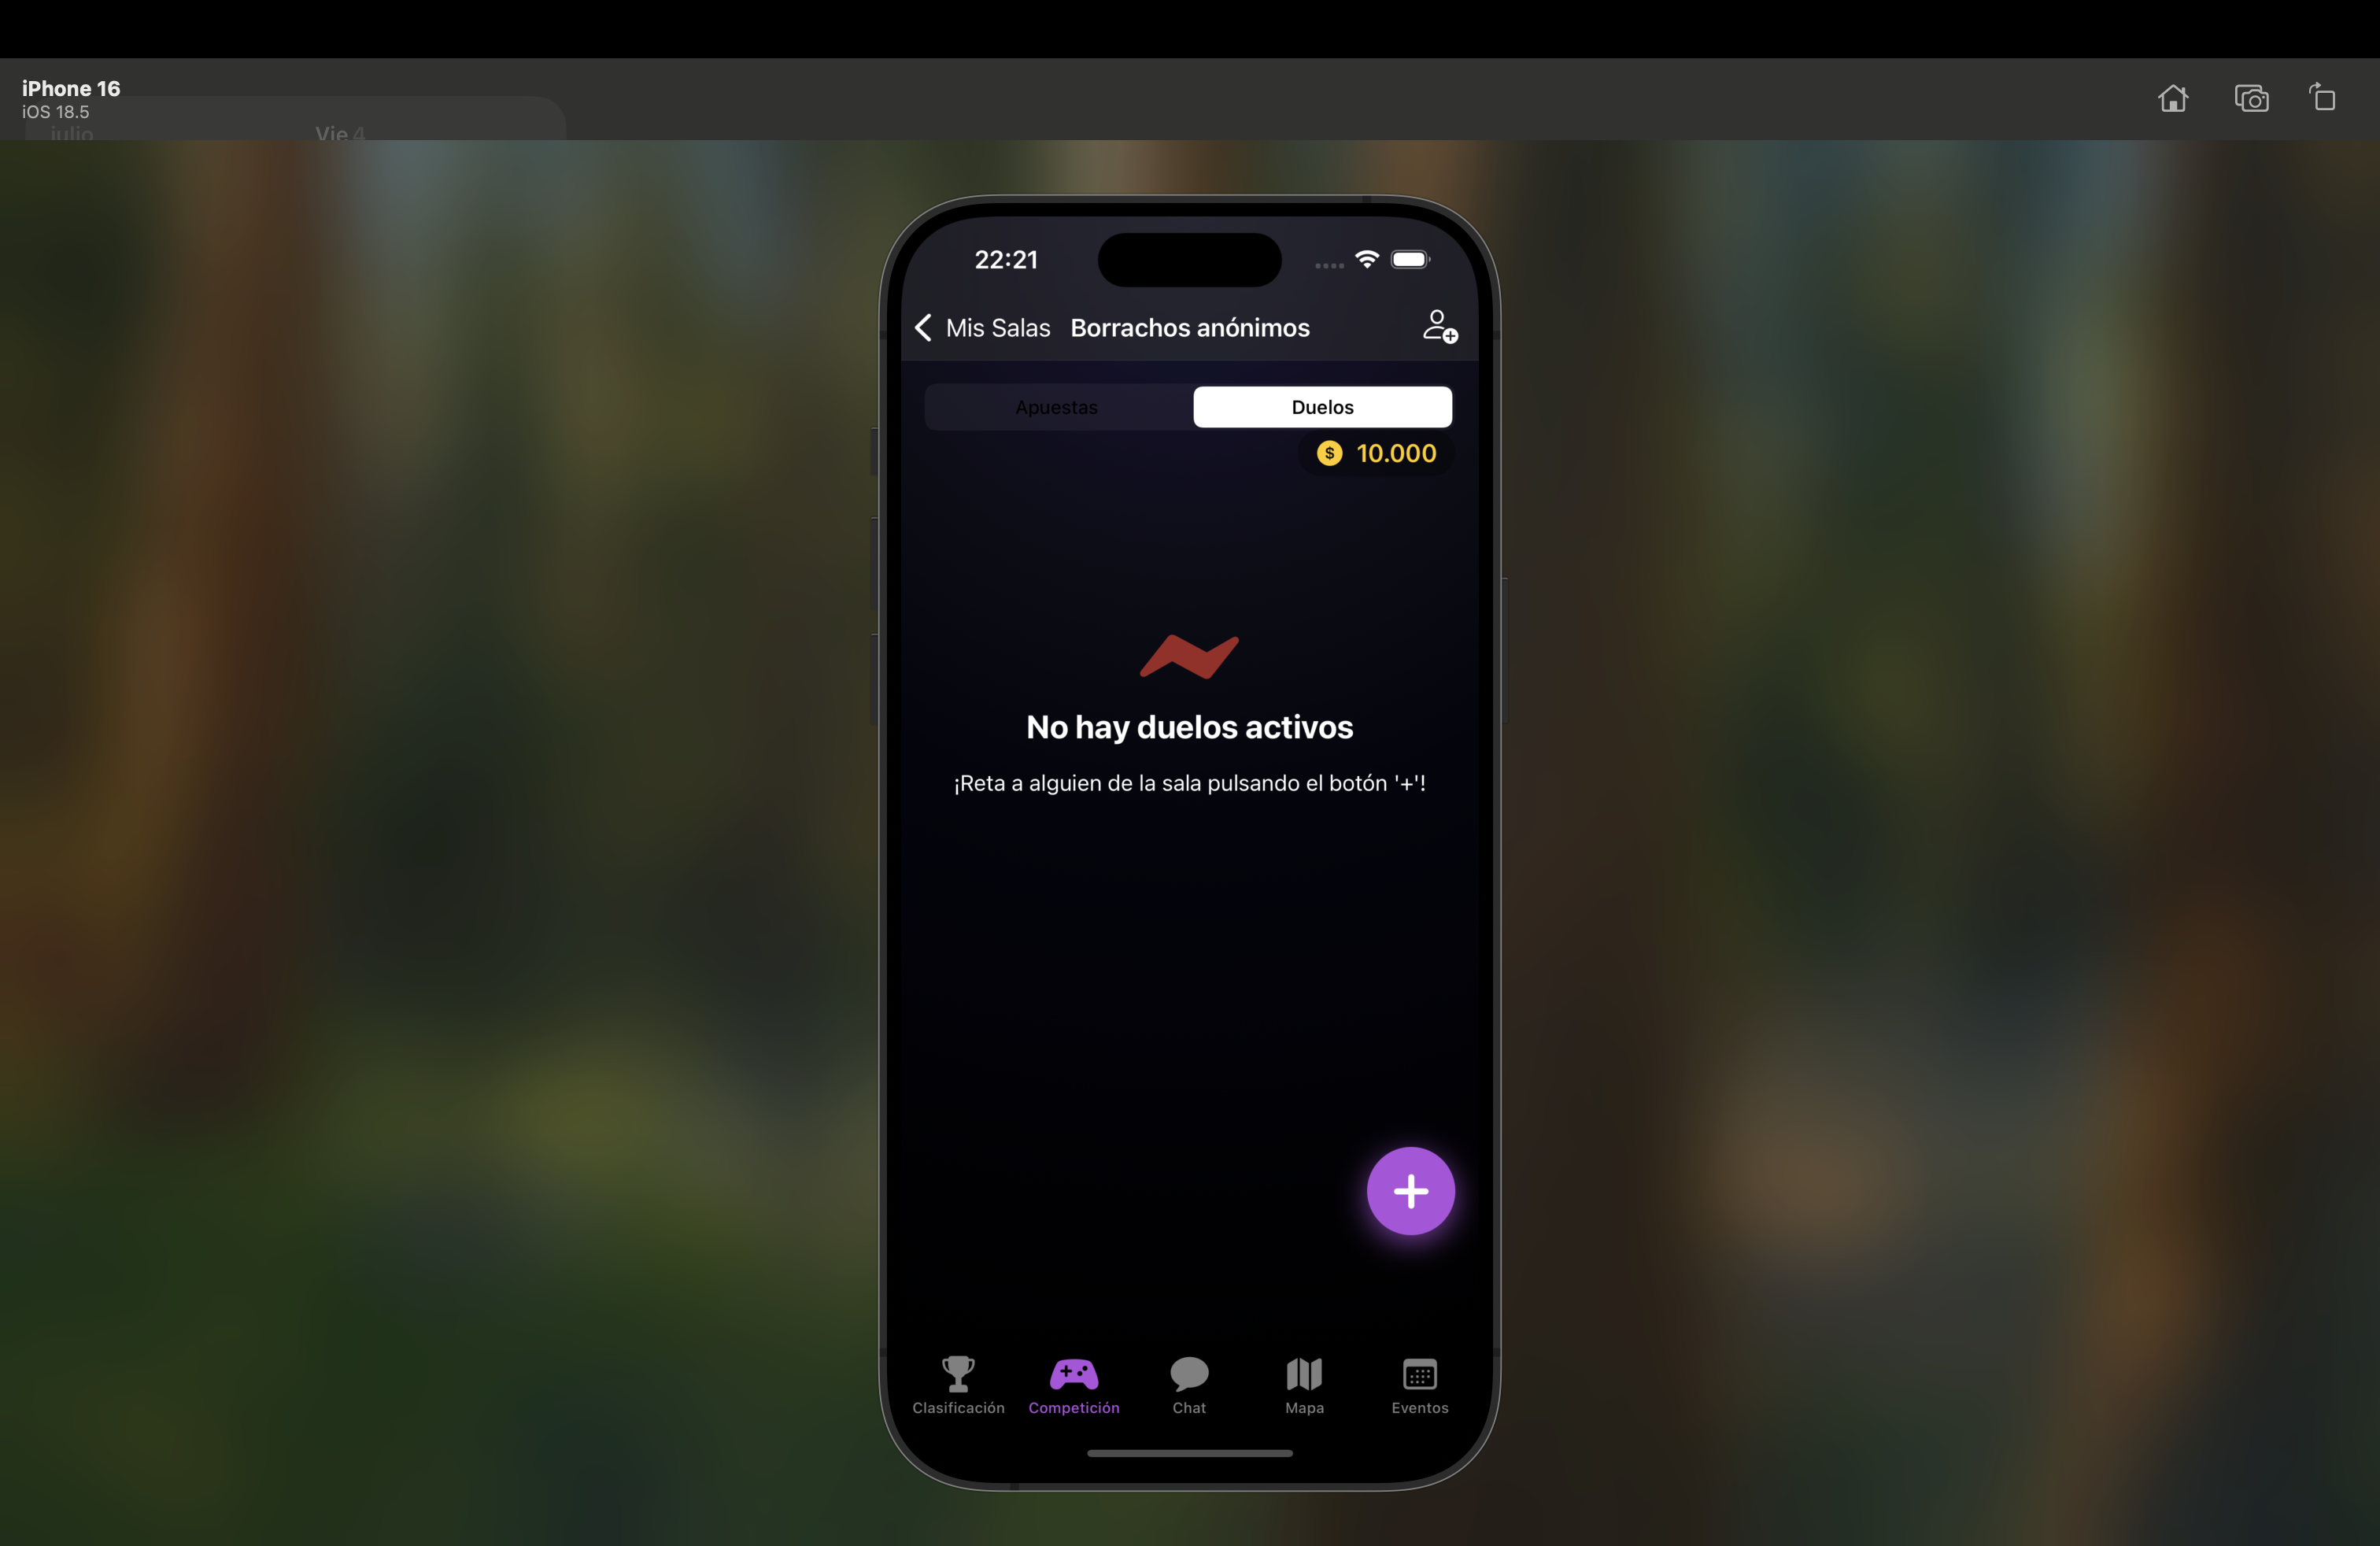 iPhone 16
iOS 18.5
julio
Vie 4
22:21
Mis Salas
Borrachos anónimos
Apuestas
Duelos
$ 10.000
No hay duelos activos
¡Reta a alguien de la sala pulsando el botón '+'!
Clasificación
Competición
Chat
Mapa
Eventos